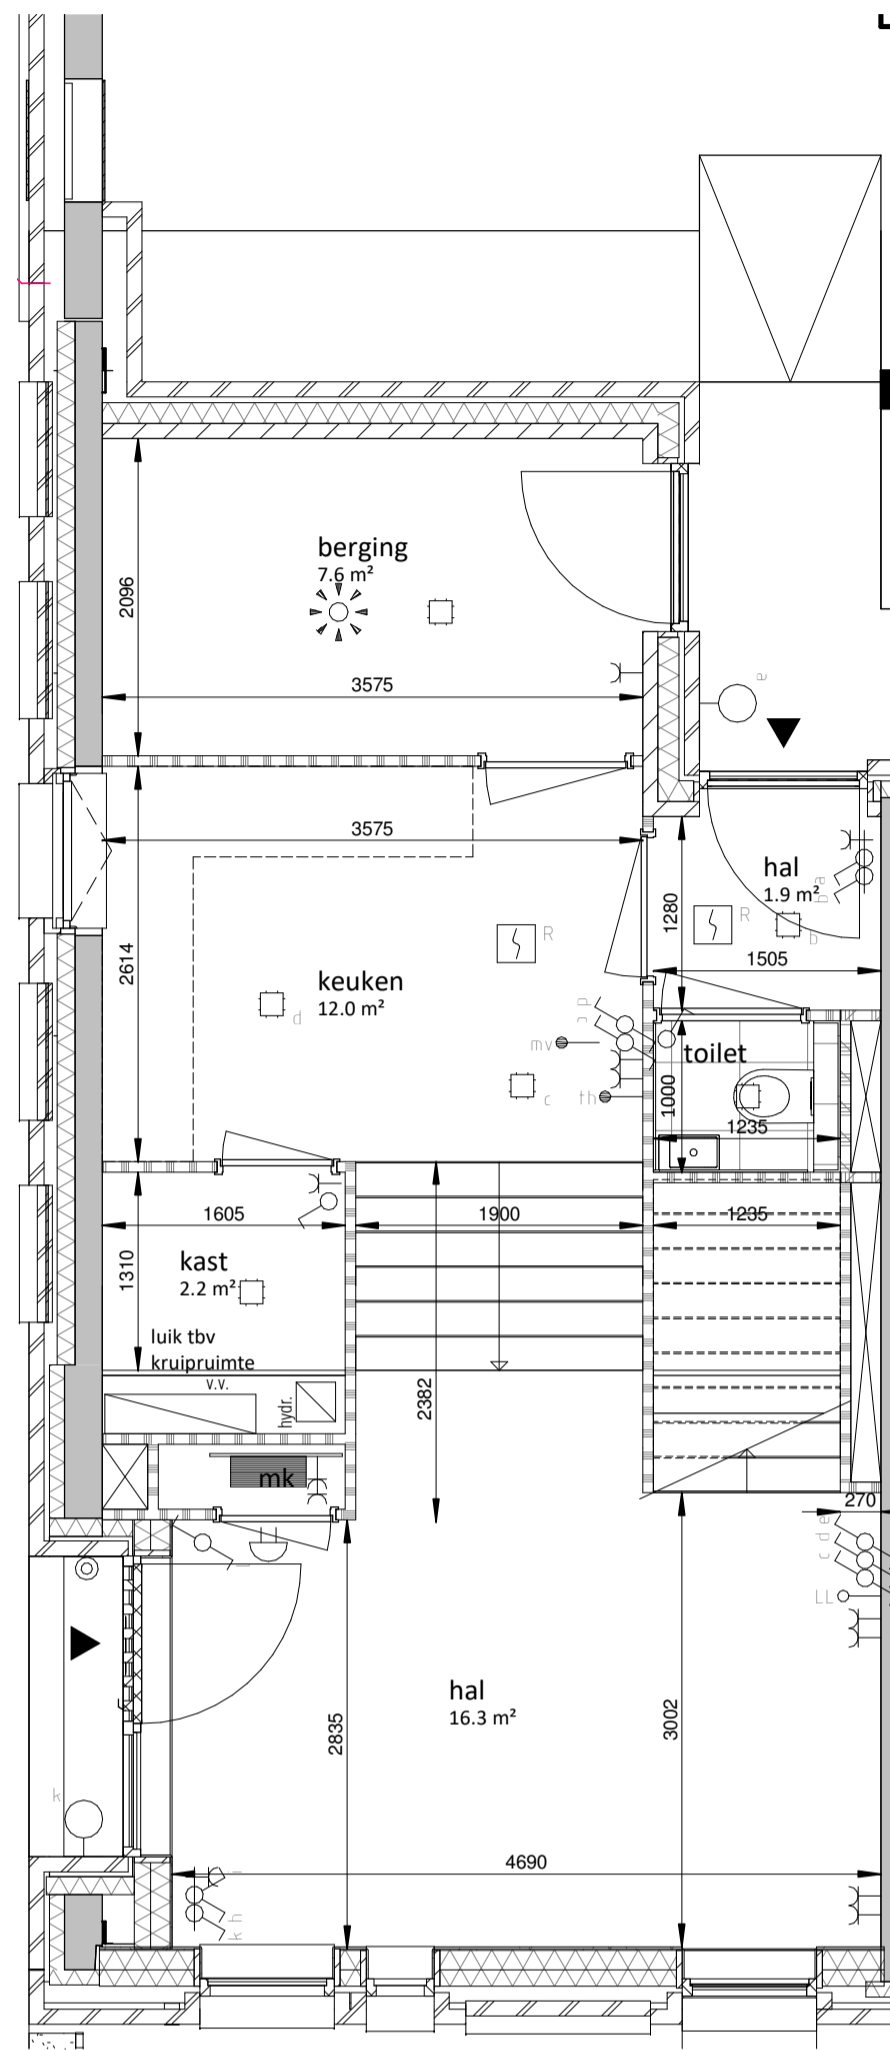 berging
7.6 m²
2096
3575
e
3575
hal
1.9 m²
a
b
R
b
1280
1505
2614
R
keuken
12.0 m²
d
d
c
mv
c
th
toilet
1000
1235
1605
1900
1235
1310
kast
2.2 m²
luik tbv
kruipruimte
v.v.
hydr.
2382
mk
270
e
d
c
LL
hal
16.3 m²
2835
3002
k
4690
h
k